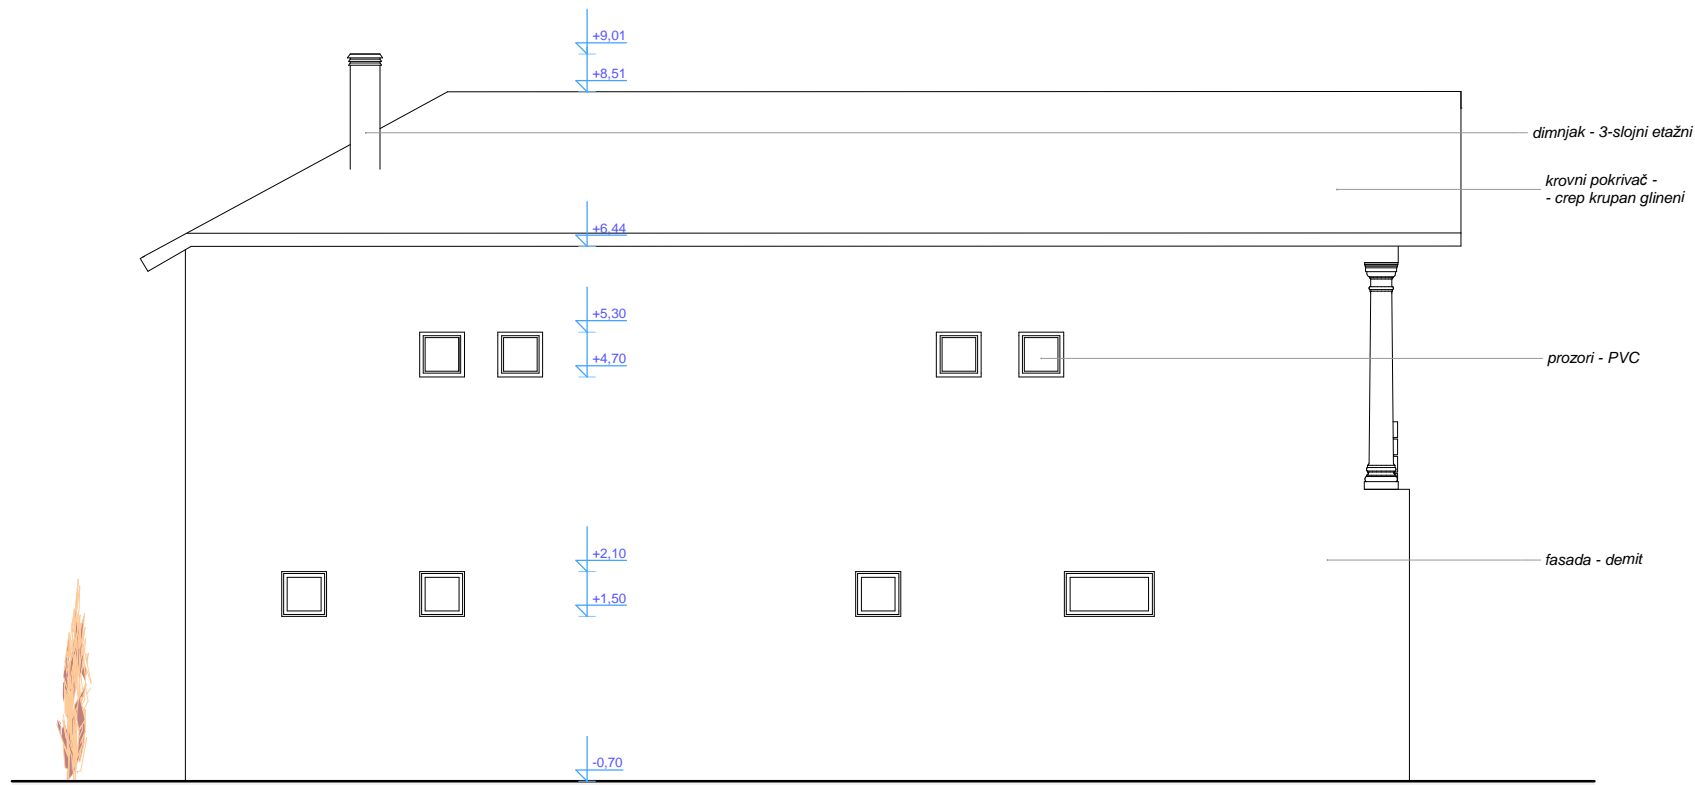 +9,01
+8,51
dimnjak - 3-slojni etažni
krovni pokrivač -
- crep krupan glineni
+6,44
+5,30
+4,70
prozori - PVC
+2,10
fasada - demit
+1,50
-0,70